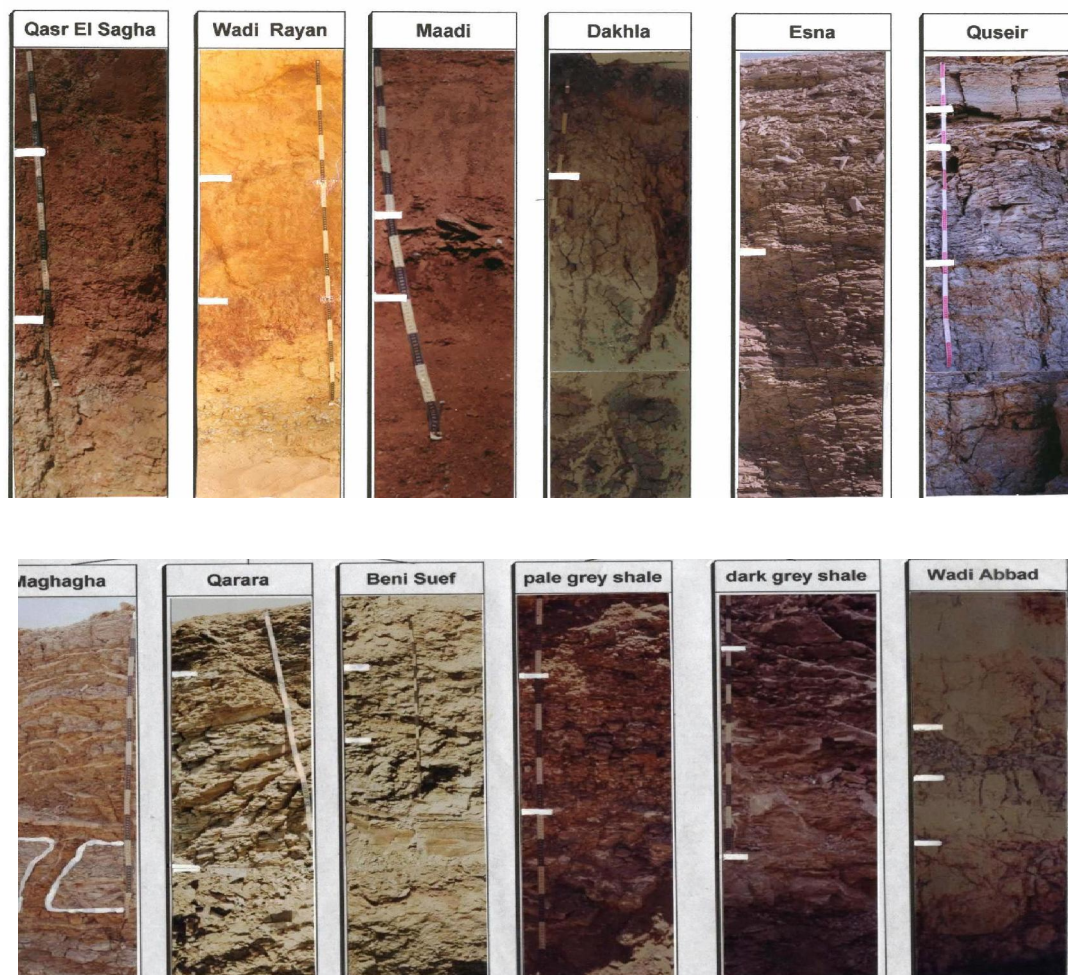 Qasr El Sagha
Wadi Rayan
Maadi
Dakhla
Esna
Quseir
Maghagha
Qarara
Beni Suef
pale grey shale
dark grey shale
Wadi Abbad